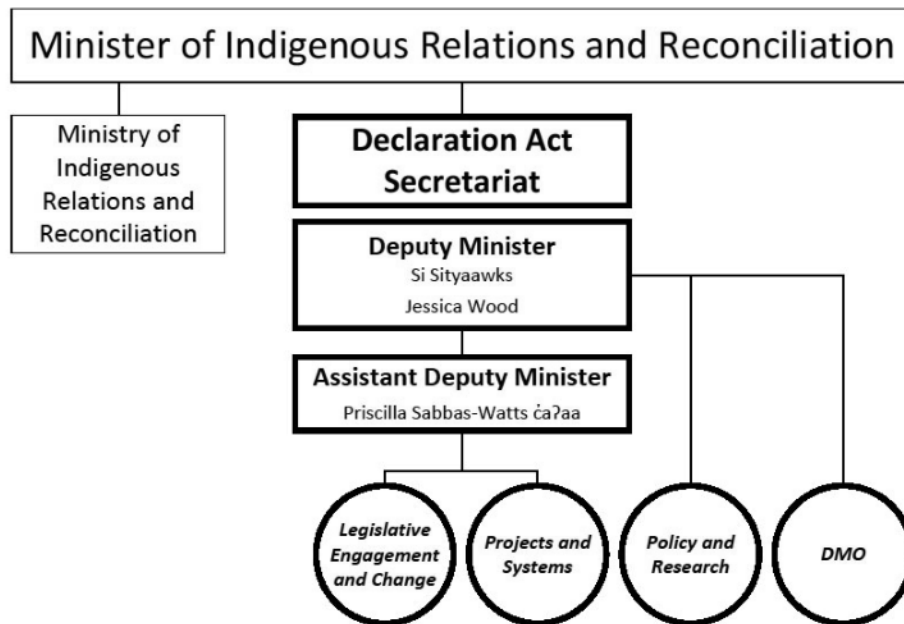 Minister of Indigenous Relations and Reconciliation
Ministry of
Indigenous
Relations and
Reconciliation
Declaration Act
Secretariat
Deputy Minister
Si Sityaawks
Jessica Wood
Assistant Deputy Minister
Priscilla Sabbas-Watts c̓aʔaa
Legislative
Engagement
and Change
Projects and
Systems
Policy and
Research
DMO